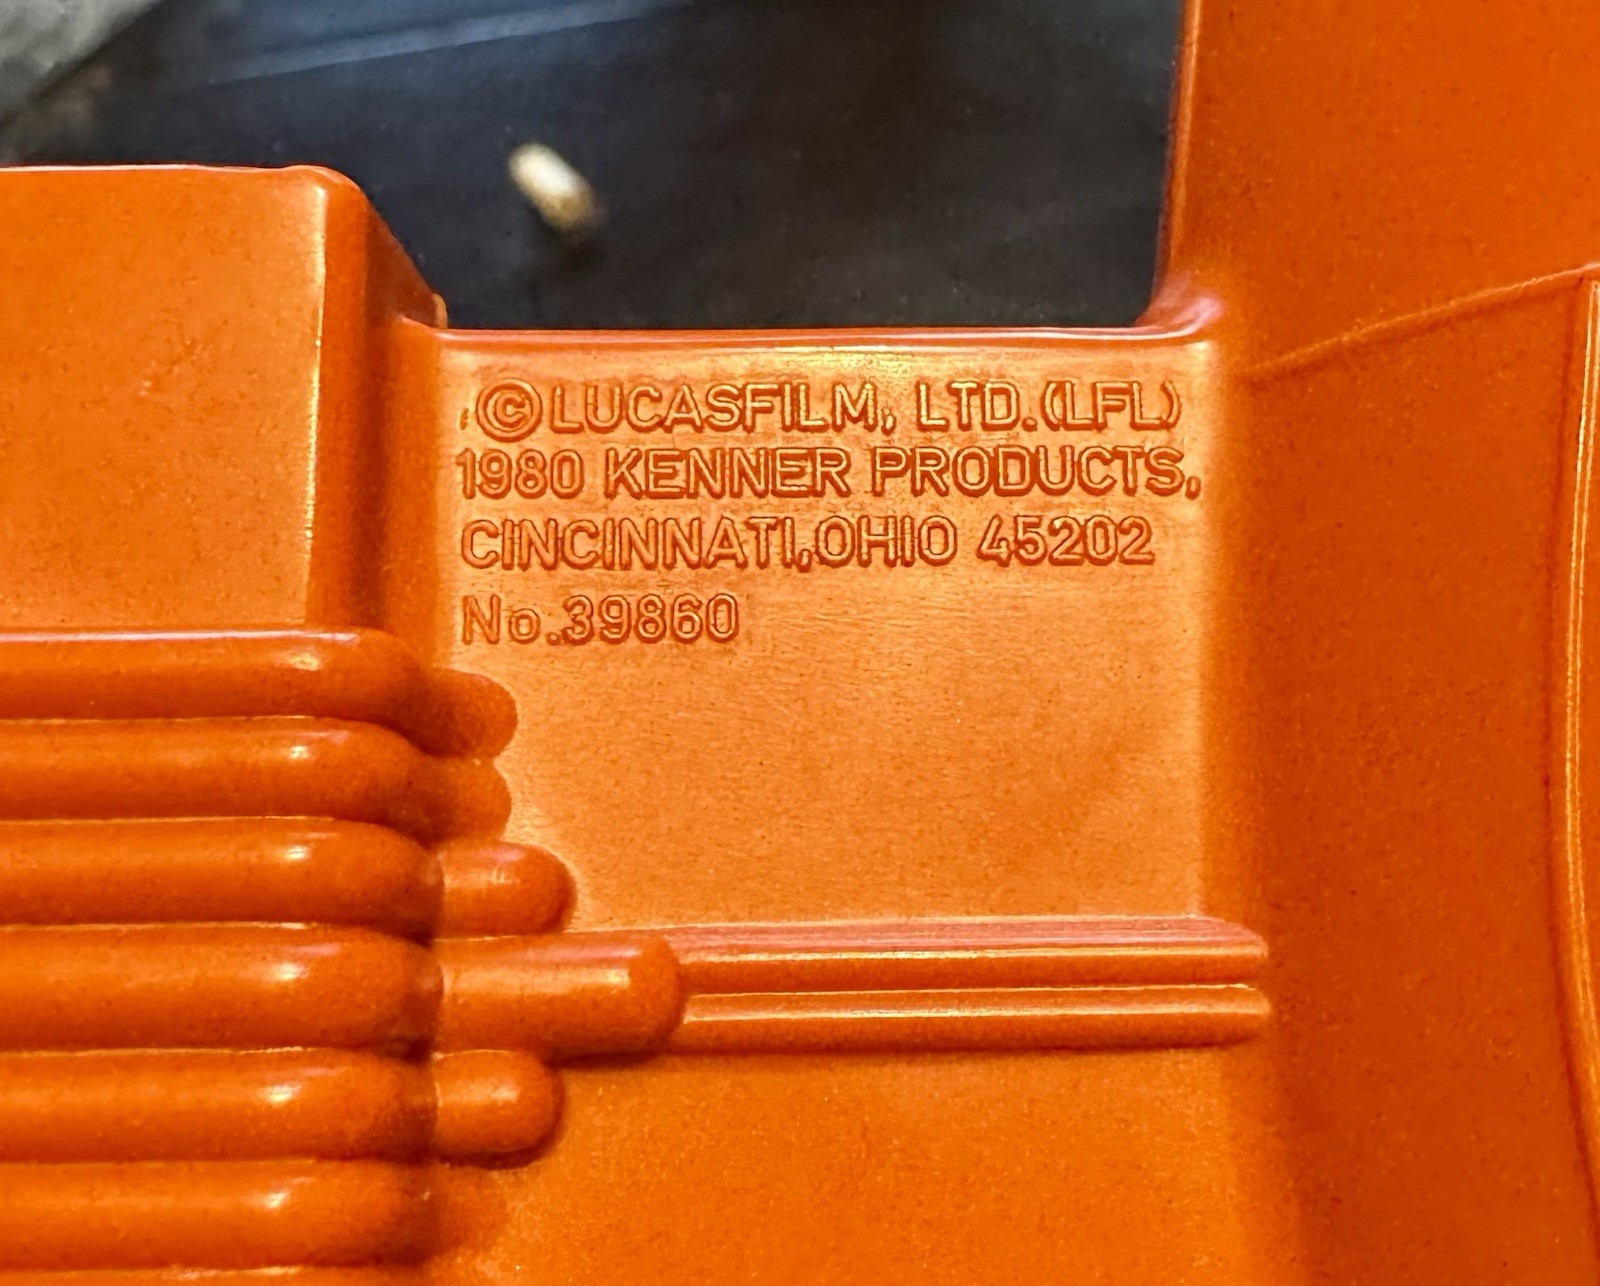 ©LUCASFILM, LTD.(LFL)
1980 KENNER PRODUCTS,
CINCINNATI,OHIO 45202
No.39860